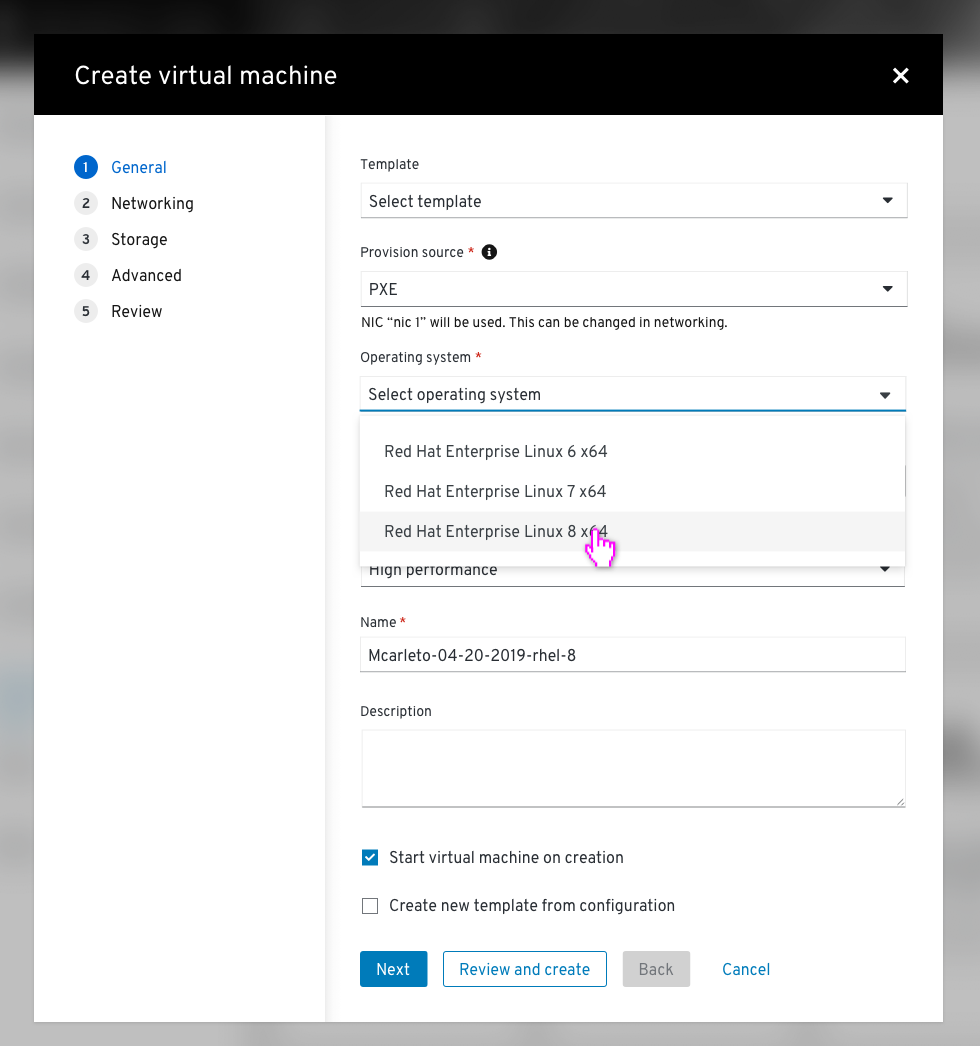 Create virtual machine
1 General
2 Networking
3 Storage
4 Advanced
5 Review
Template
Select template
Provision source *
PXE
NIC “nic 1” will be used. This can be changed in networking.
Operating system *
Select operating system
Red Hat Enterprise Linux 6 x64
Red Hat Enterprise Linux 7 x64
Red Hat Enterprise Linux 8 x64
High performance
Name *
Mcarleto-04-20-2019-rhel-8
Description
Start virtual machine on creation
Create new template from configuration
Next Review and create Back Cancel